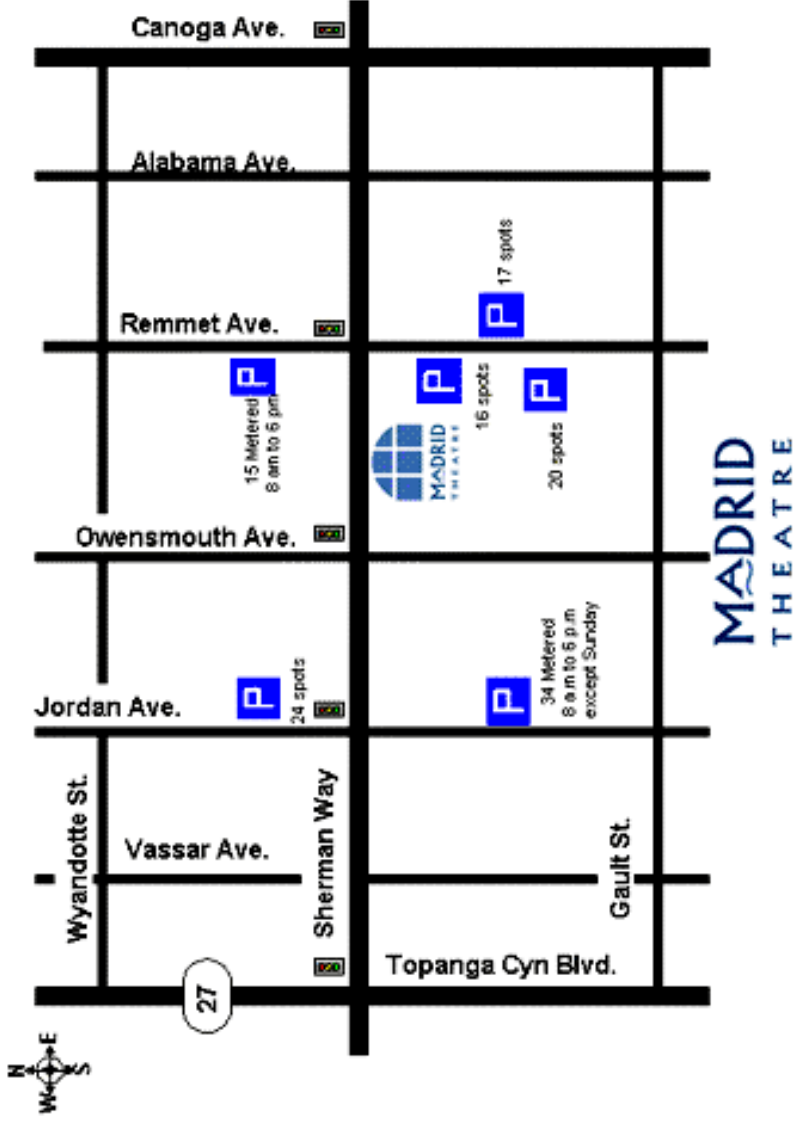 Canoga Ave.
Alabama Ave.
Remmet Ave.
17 spots
P
P
15 Metered
8 am to 6 pm
P
16 spots
P
20 spots
MADRID
THEATRE
Owensmouth Ave.
P
24 spots
P
34 Metered
8 a.m to 6 p.m
except Sunday
Jordan Ave.
Wyandotte St.
Vassar Ave.
Sherman Way
Gault St.
Topanga Cyn Blvd.
27
N
W
E
S
MADRID
THEATRE